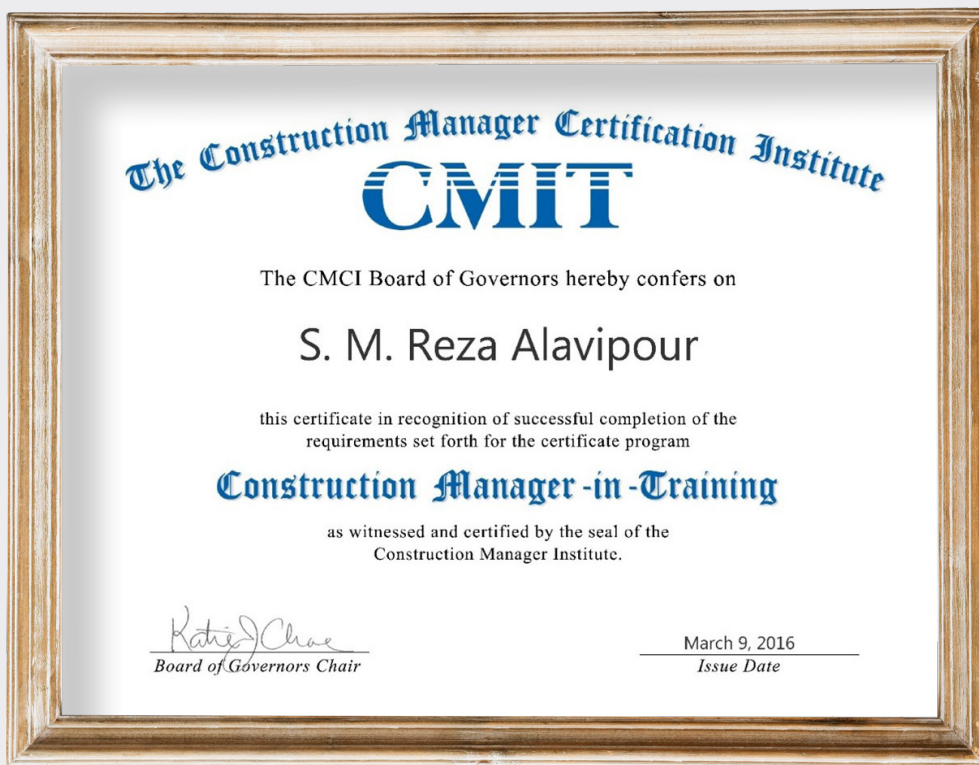 The Construction Manager Certification Institute
CMIT
The CMCI Board of Governors hereby confers on
S. M. Reza Alavipour
this certificate in recognition of successful completion of the
requirements set forth for the certificate program
Construction Manager-in-Training
as witnessed and certified by the seal of the
Construction Manager Institute.
Katie J Chae
Board of Governors Chair
March 9, 2016
Issue Date